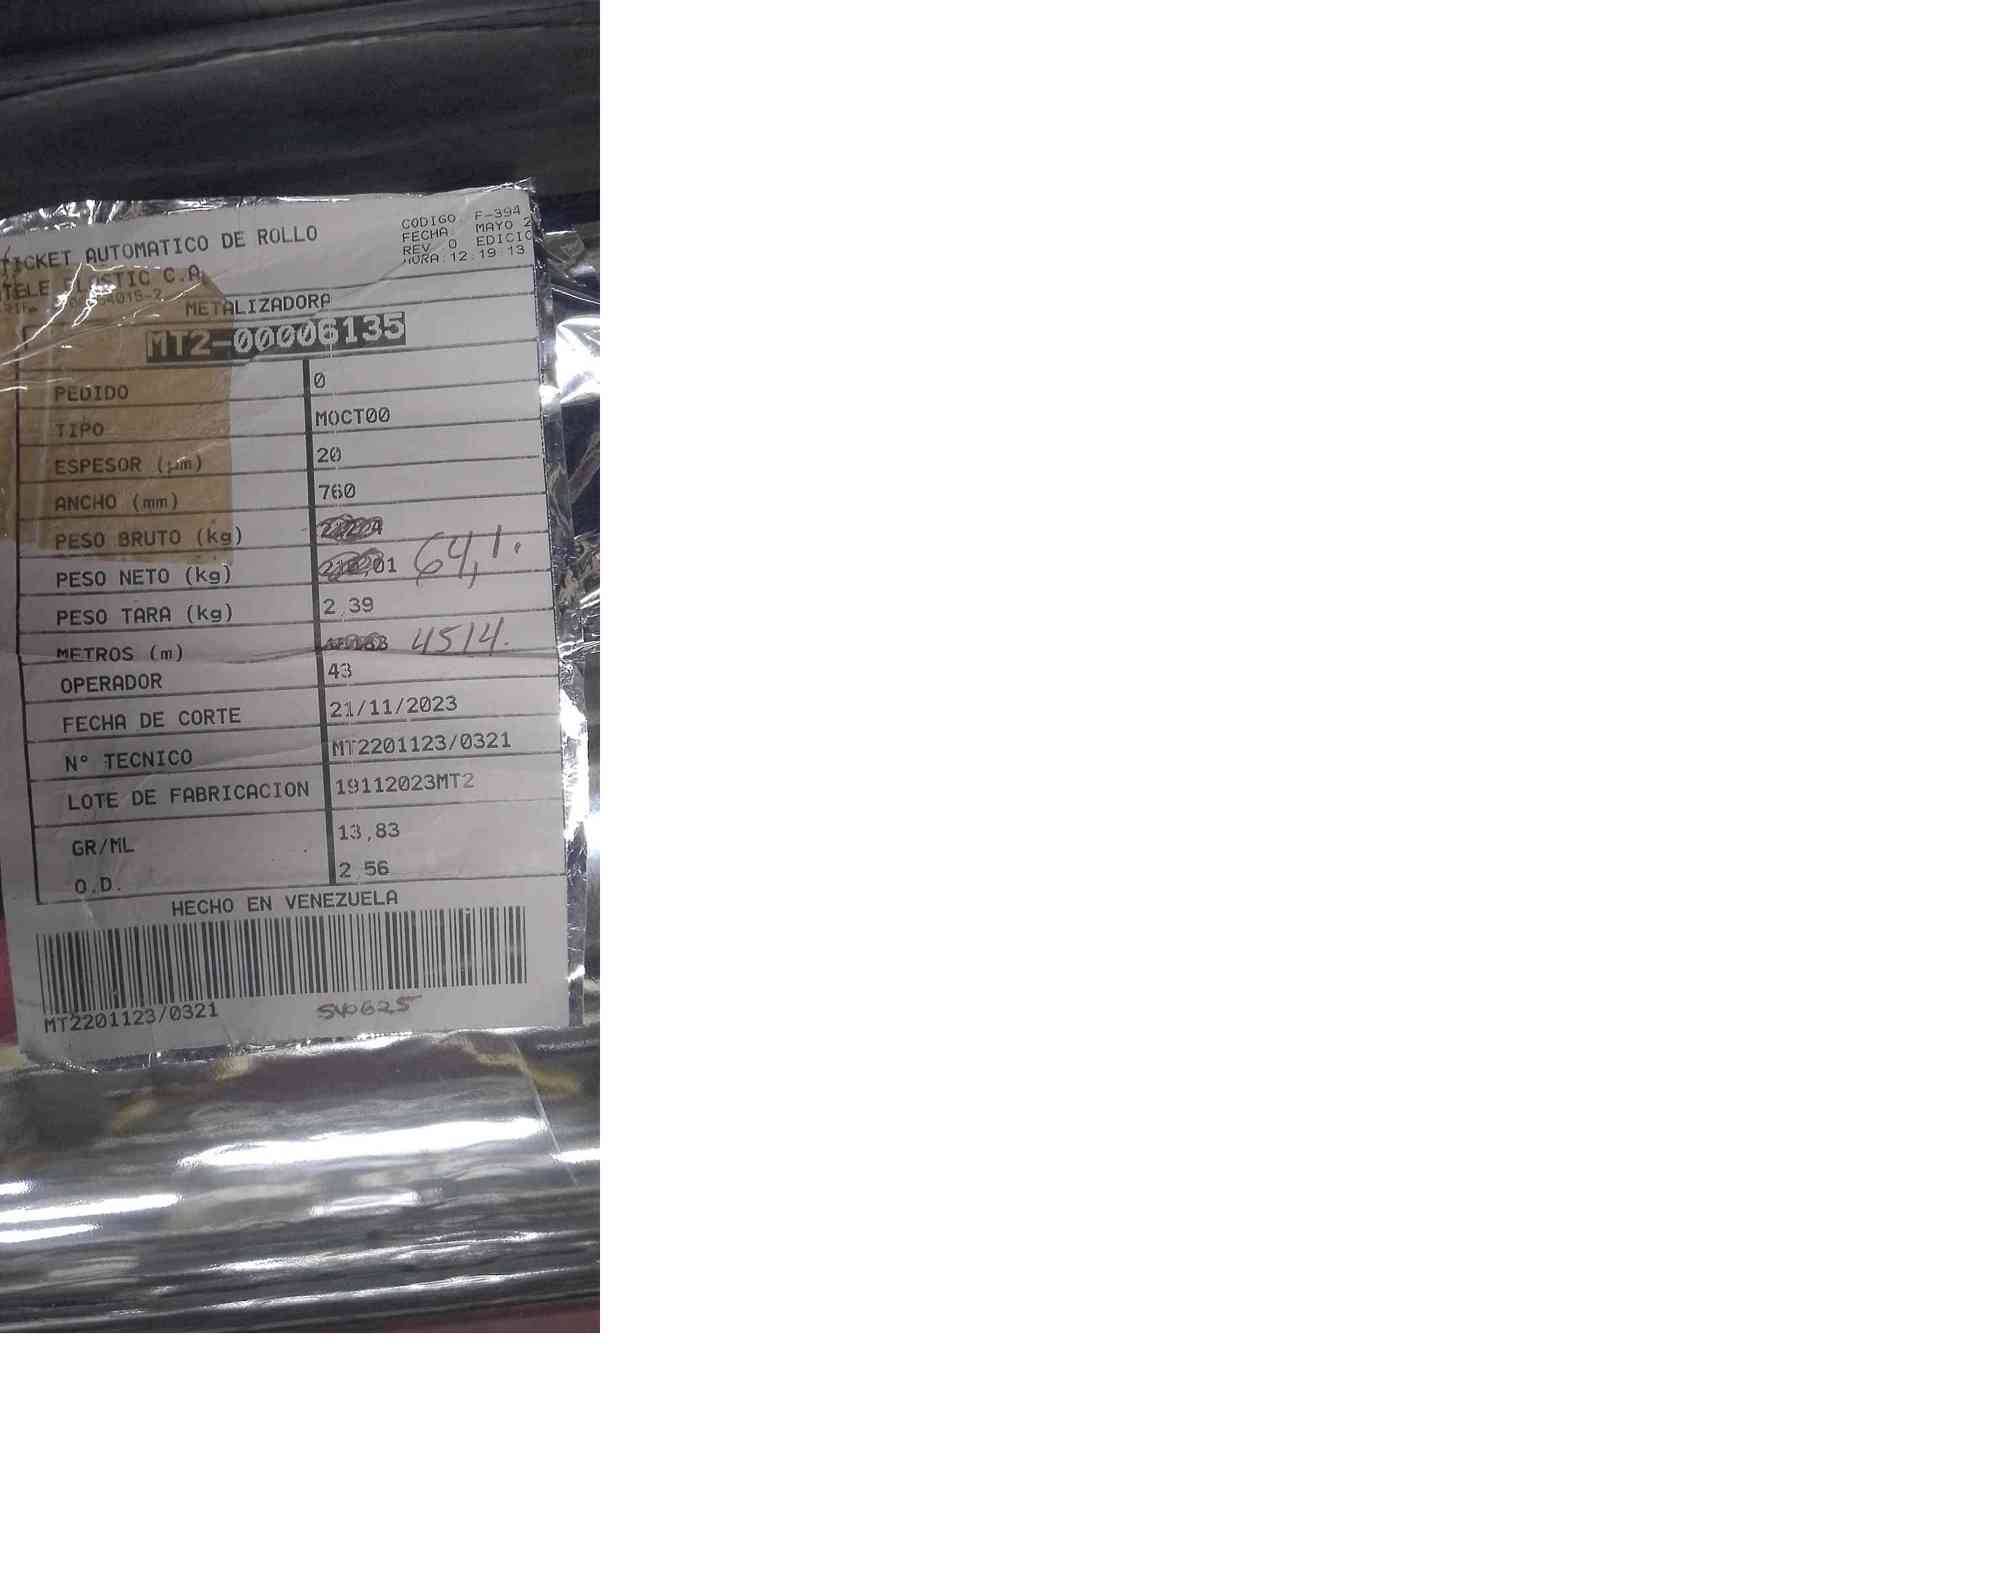 TICKET AUTOMATICO DE ROLLO
CODIGO F-394
FECHA MAYO 2
REV. 0 EDICIO
HORA:12:19:13
TELE PLASTIC C.A
METALIZADORA
MT2-00006135
PEDIDO 0
TIPO MOCT00
ESPESOR (µm) 20
ANCHO (mm) 760
PESO BRUTO (kg)
PESO NETO (kg) 64,1.
PESO TARA (kg) 2,39
METROS (m) 4514.
OPERADOR 43
FECHA DE CORTE 21/11/2023
Nº TECNICO MT2201123/0321
LOTE DE FABRICACION 19112023MT2
GR/ML 13,83
O.D. 2,56
HECHO EN VENEZUELA
MT2201123/0321